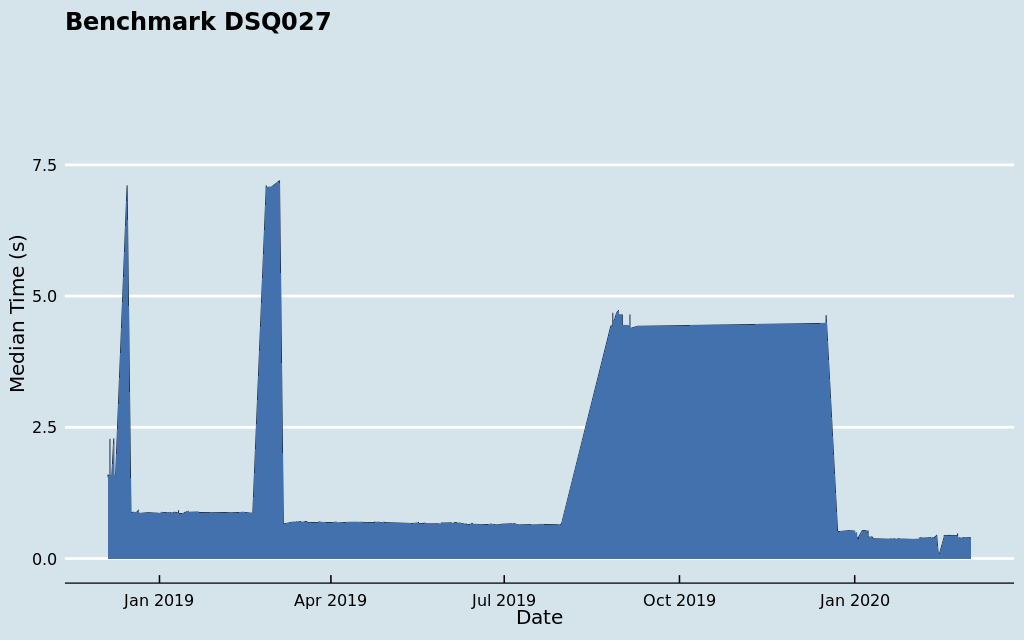 Benchmark DSQ027
7.5
5.0
2.5
0.0
Median Time (s)
Jan 2019
Apr 2019
Jul 2019
Oct 2019
Jan 2020
Date